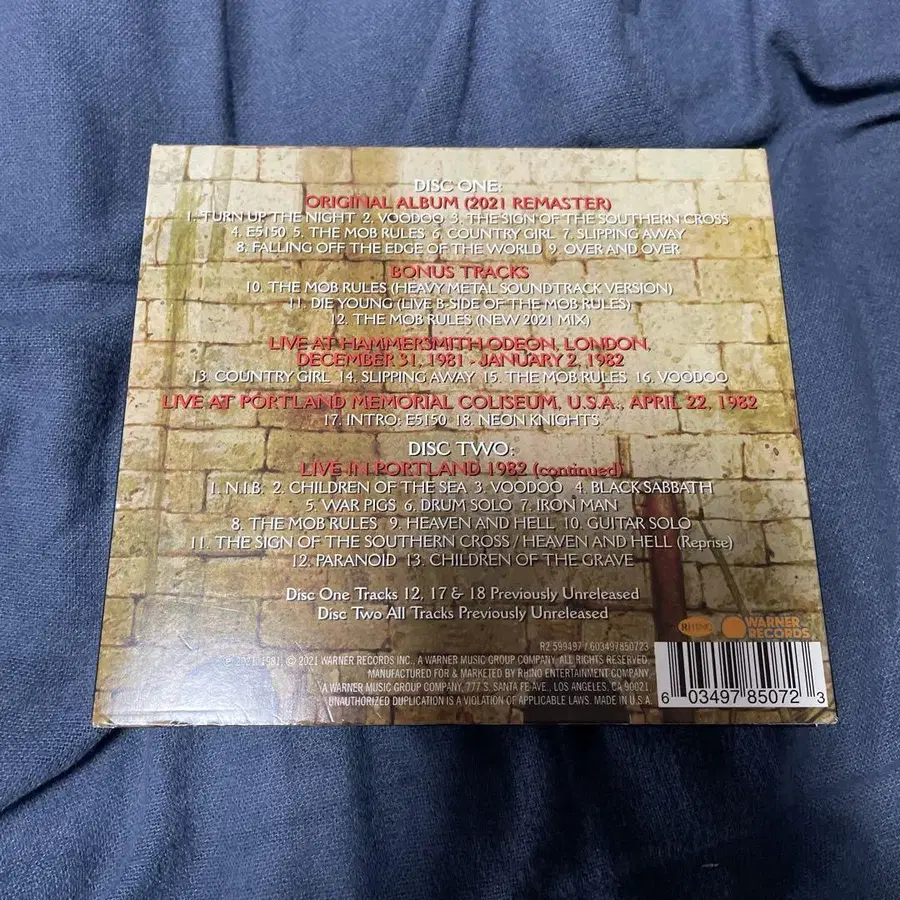 DISC ONE:
ORIGINAL ALBUM (2021 REMASTER)
1. TURN UP THE NIGHT 2. VOODOO 3. THE SIGN OF THE SOUTHERN CROSS
4. E5150 5. THE MOB RULES 6. COUNTRY GIRL 7. SLIPPING AWAY
8. FALLING OFF THE EDGE OF THE WORLD 9. OVER AND OVER
BONUS TRACKS
10. THE MOB RULES (HEAVY METAL SOUNDTRACK VERSION)
11. DIE YOUNG (LIVE B-SIDE OF THE MOB RULES)
12. THE MOB RULES (NEW 2021 MIX)
LIVE AT HAMMERSMITH ODEON, LONDON,
DECEMBER 31, 1981 - JANUARY 2, 1982
13. COUNTRY GIRL 14. SLIPPING AWAY 15. THE MOB RULES 16. VOODOO
LIVE AT PORTLAND MEMORIAL COLISEUM, U.S.A., APRIL 22, 1982
17. INTRO: E5150 18. NEON KNIGHTS
DISC TWO:
LIVE IN PORTLAND 1982 (continued)
1. N.I.B. 2. CHILDREN OF THE SEA 3. VOODOO 4. BLACK SABBATH
5. WAR PIGS 6. DRUM SOLO 7. IRON MAN
8. THE MOB RULES 9. HEAVEN AND HELL 10. GUITAR SOLO
11. THE SIGN OF THE SOUTHERN CROSS / HEAVEN AND HELL (Reprise)
12. PARANOID 13. CHILDREN OF THE GRAVE
Disc One Tracks 12, 17 & 18 Previously Unreleased
Disc Two All Tracks Previously Unreleased
RHINO
WARNER RECORDS
R2 599497 / 603497850723
℗ 2021, 1981, © 2021 WARNER RECORDS INC., A WARNER MUSIC GROUP COMPANY. ALL RIGHTS RESERVED.
MANUFACTURED FOR & MARKETED BY RHINO ENTERTAINMENT COMPANY,
A WARNER MUSIC GROUP COMPANY, 777 S. SANTA FE AVE., LOS ANGELES, CA 90021
UNAUTHORIZED DUPLICATION IS A VIOLATION OF APPLICABLE LAWS. MADE IN U.S.A.
6 03497 85072 3